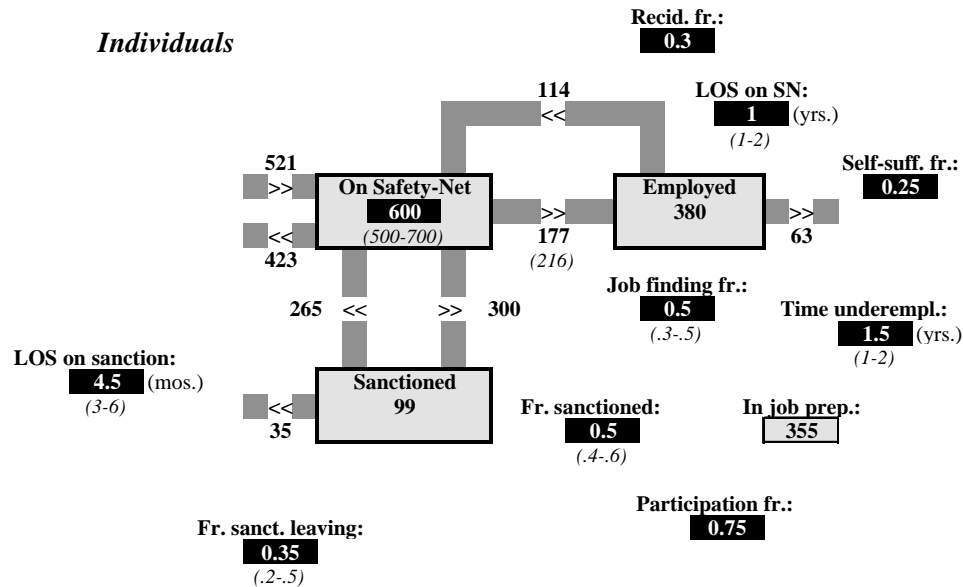 Recid. fr.:
0.3
Individuals
114
<<
LOS on SN:
1 (yrs.)
(1-2)
521
>>
On Safety-Net
600
(500-700)
<<
423
>>
177
(216)
Employed
380
>>
63
Self-suff. fr.:
0.25
265 <<
>> 300
Job finding fr.:
0.5
(.3-.5)
Time underempl.:
1.5 (yrs.)
(1-2)
LOS on sanction:
4.5 (mos.)
(3-6)
<<
35
Sanctioned
99
Fr. sanctioned:
0.5
(.4-.6)
In job prep.:
355
Participation fr.:
0.75
Fr. sanct. leaving:
0.35
(.2-.5)